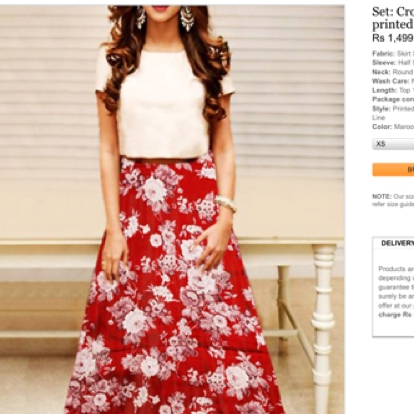 Set: Cro
printed
Rs 1,499
Fabric: Skirt
Sleeve: Half
Neck: Round
Wash Care:
Length: Top
Package con
Style: Printed
Line
Color: Maroo
XS
NOTE: Our siz
refer size guide
DELIVERY
Products ar
depending
guarantee t
surely be ar
offer at our
charge Rs